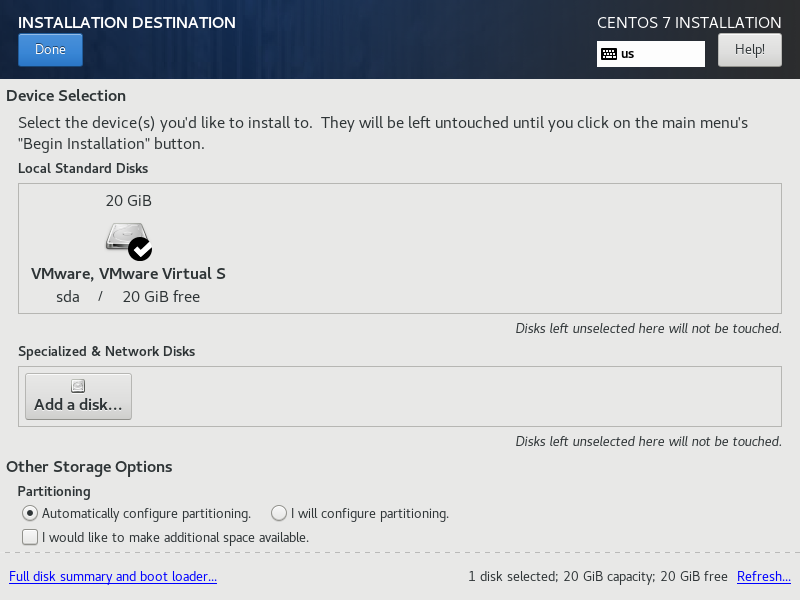 INSTALLATION DESTINATION
CENTOS 7 INSTALLATION
Done
us
Help!
Device Selection
Select the device(s) you'd like to install to.  They will be left untouched until you click on the main menu's
"Begin Installation" button.
Local Standard Disks
20 GiB
VMware, VMware Virtual S
sda / 20 GiB free
Disks left unselected here will not be touched.
Specialized & Network Disks
Add a disk...
Disks left unselected here will not be touched.
Other Storage Options
Partitioning
Automatically configure partitioning. I will configure partitioning.
I would like to make additional space available.
Full disk summary and boot loader... 1 disk selected; 20 GiB capacity; 20 GiB free Refresh...